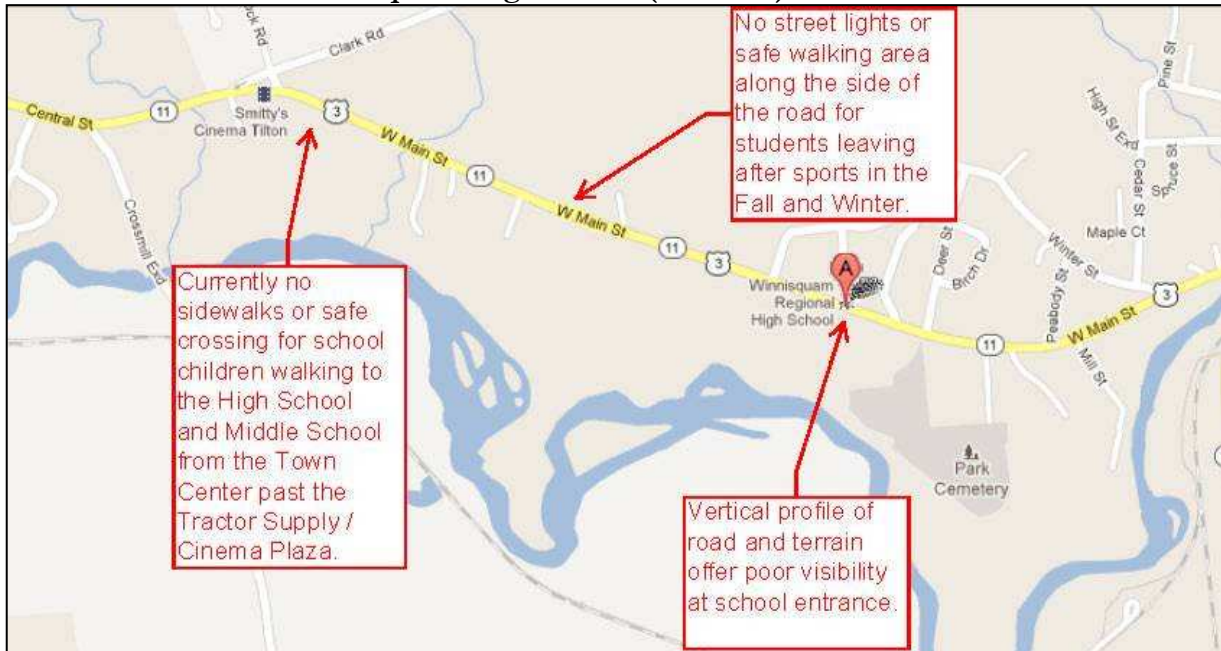 ock Rd
Clark Rd
Central St
11
Smitty's
Cinema Tilton
3
W Main St
11
W Main St
11
3
Crossmill Exd
No street lights or
safe walking area
along the side of
the road for
students leaving
after sports in the
Fall and Winter.
Pine St
High St Exd
Cedar St
Spruce St
Maple Ct
Winter St
Deer St
Birch Dr
Peabody St
3
W Main St
11
Mill St
A
Winnisquam
Regional
High School
Park
Cemetery
Currently no
sidewalks or safe
crossing for school
children walking to
the High School
and Middle School
from the Town
Center past the
Tractor Supply /
Cinema Plaza.
Vertical profile of
road and terrain
offer poor visibility
at school entrance.